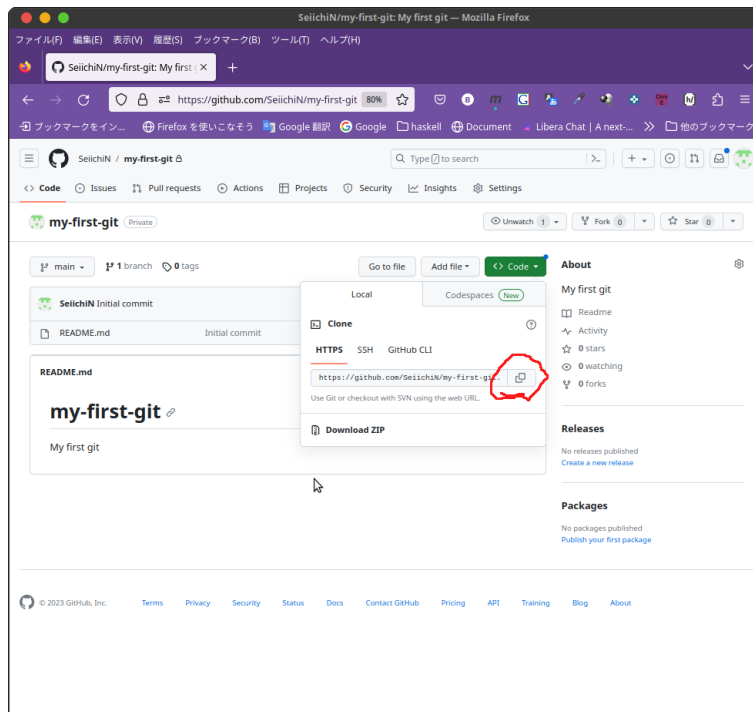 SeiichiN/my-first-git: My first git — Mozilla Firefox
ファイル(F) 編集(E) 表示(V) 履歴(S) ブックマーク(B) ツール(T) ヘルプ(H)
SeiichiN/my-first-git: My first
https://github.com/SeiichiN/my-first-git 80%
ブックマークをイン... Firefox を使いこなそう Google 翻訳 Google haskell Document Libera Chat | A next-... 他のブックマーク
SeiichiN / my-first-git Type / to search
Code Issues Pull requests Actions Projects Security Insights Settings
my-first-git Private Unwatch 1 Fork 0 Star 0
main 1 branch 0 tags Go to file Add file Code About
My first git
Local Codespaces New
SeiichiN Initial commit
Readme
Clone
README.md Initial commit
Activity
HTTPS SSH GitHub CLI
0 stars
README.md
0 watching
https://github.com/SeiichiN/my-first-git.
0 forks
Use Git or checkout with SVN using the web URL.
my-first-git
Download ZIP
Releases
My first git
No releases published
Create a new release
Packages
No packages published
Publish your first package
© 2023 GitHub, Inc. Terms Privacy Security Status Docs Contact GitHub Pricing API Training Blog About